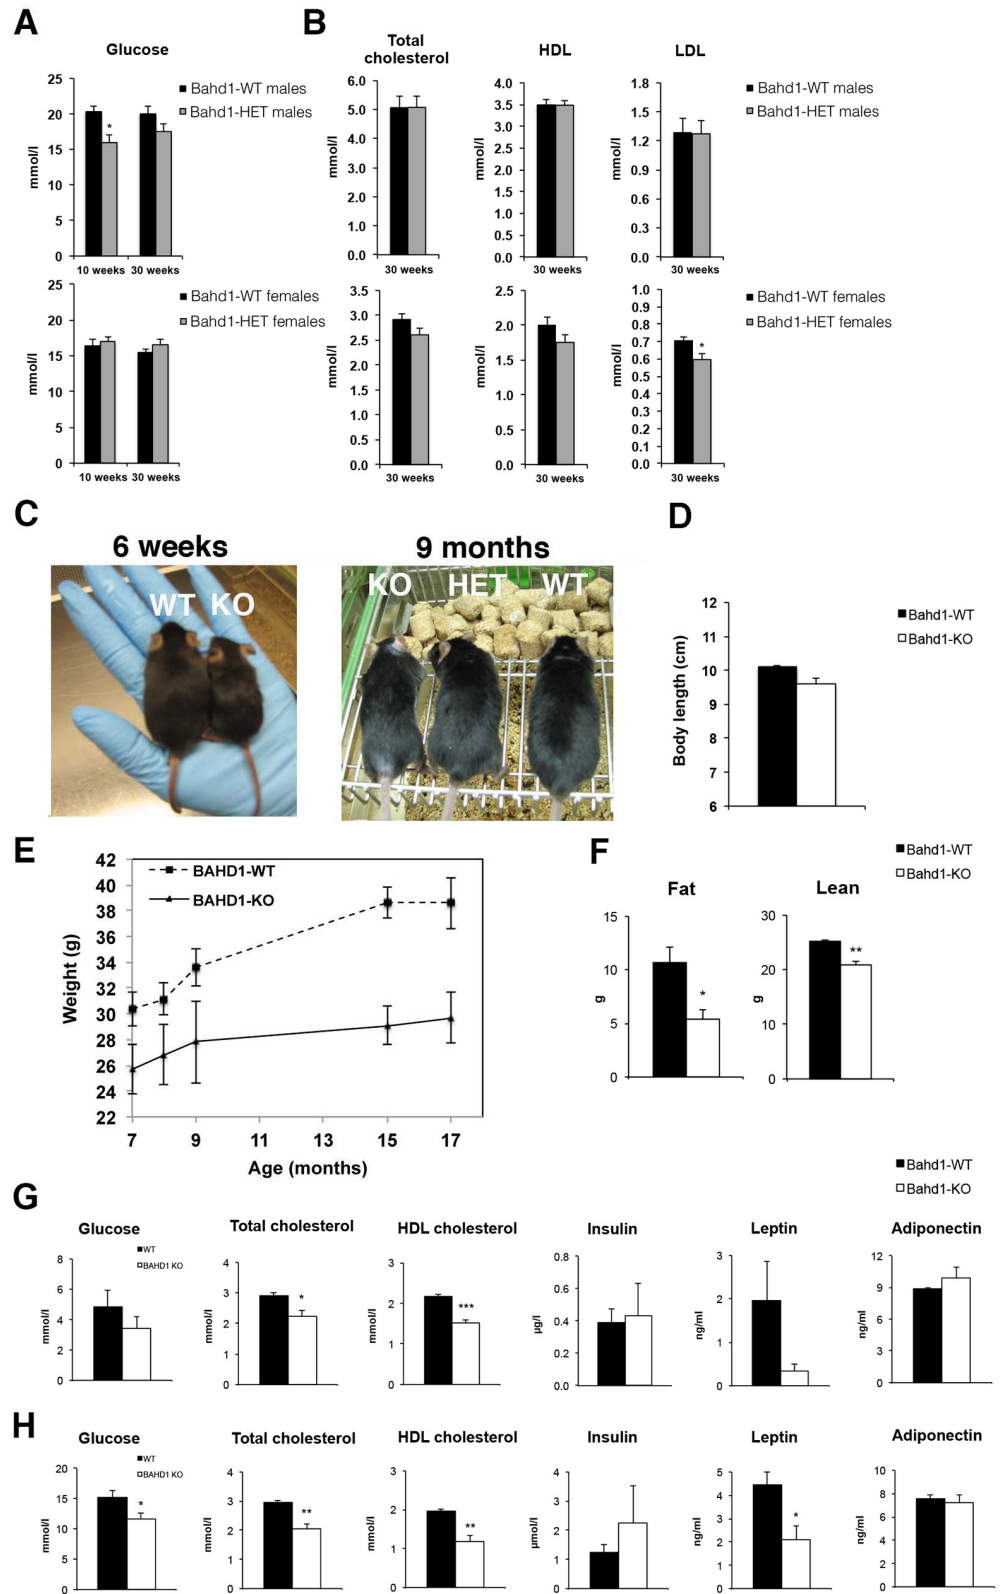 A
B
Glucose
Total
cholesterol
HDL
LDL
25
20
15
10
5
0
mmol/l
*
10 weeks 30 weeks
Bahd1-WT males
Bahd1-HET males
6.0
5.0
4.0
3.0
2.0
1.0
0.0
mmol/l
30 weeks
4.0
3.5
3.0
2.5
2.0
1.5
1.0
0.5
0.0
mmol/l
30 weeks
1.8
1.5
1.2
0.9
0.6
0.3
0.0
mmol/l
30 weeks
Bahd1-WT males
Bahd1-HET males
25
20
15
10
5
0
mmol/l
10 weeks 30 weeks
Bahd1-WT females
Bahd1-HET females
3.5
3.0
2.5
2.0
1.5
1.0
0.5
0.0
mmol/l
30 weeks
2.5
2.0
1.5
1.0
0.5
0.0
mmol/l
30 weeks
1.0
0.9
0.8
0.7
0.6
0.5
0.4
0.3
0.2
0.1
0.0
mmol/l
*
30 weeks
Bahd1-WT females
Bahd1-HET females
C
6 weeks
WT KO
9 months
KO HET WT
D
12
11
10
9
8
7
6
Body length (cm)
Bahd1-WT
Bahd1-KO
E
42
40
38
36
34
32
30
28
26
24
22
Weight (g)
BAHD1-WT
BAHD1-KO
7 9 11 13 15 17
Age (months)
F
Bahd1-WT
Bahd1-KO
Fat
15
10
5
0
g
*
Lean
30
20
10
0
g
**
Bahd1-WT
Bahd1-KO
G
Glucose
WT
BAHD1 KO
8
6
4
2
0
mmol/l
Total cholesterol
4
3
2
1
0
mmol/l
*
HDL cholesterol
3
2
1
0
mmol/l
***
Insulin
0.8
0.6
0.4
0.2
0.0
µg/l
Leptin
3
2
1
0
ng/ml
Adiponectin
12
9
6
3
0
ng/ml
H
Glucose
WT
BAHD1 KO
20
15
10
5
0
mmol/l
*
Total cholesterol
4
3
2
1
0
mmol/l
**
HDL cholesterol
3
2
1
0
mmol/l
**
Insulin
4
3
2
1
0
µmol/l
Leptin
5
4
3
2
1
0
ng/ml
*
Adiponectin
10
8
6
4
2
0
ng/ml